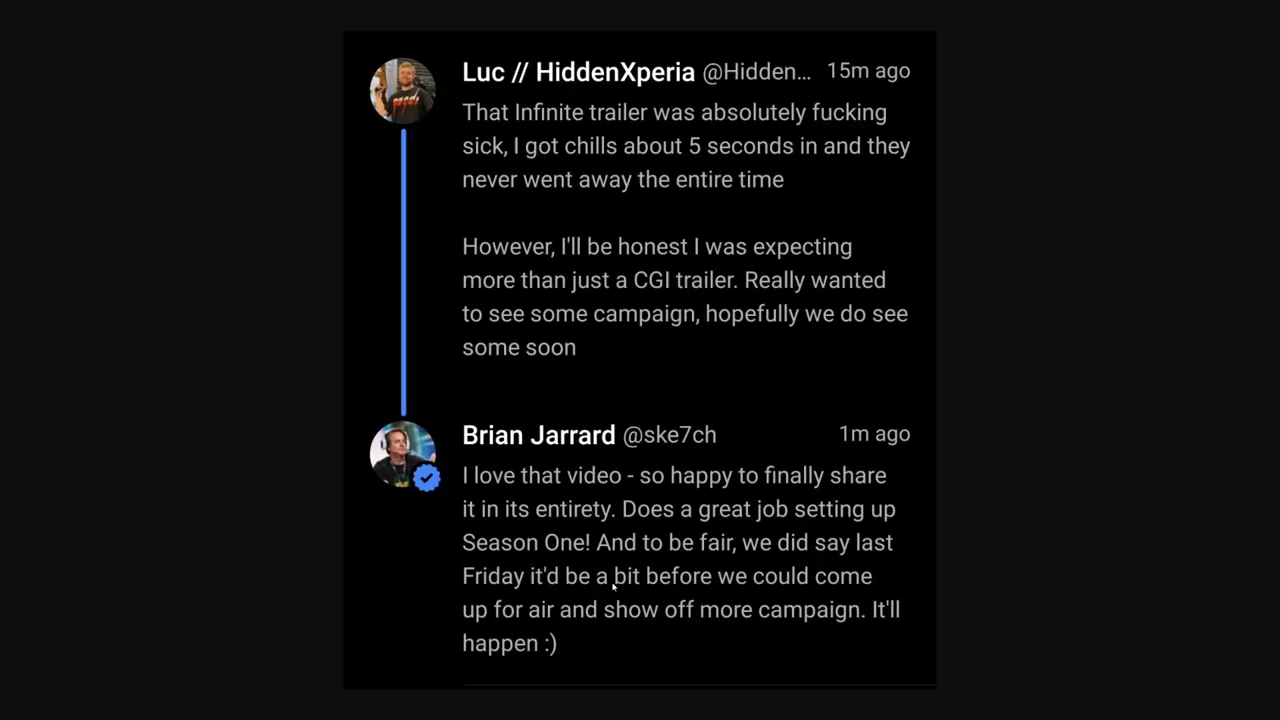 Luc // HiddenXperia @Hidden... 15m ago
That Infinite trailer was absolutely fucking
sick, I got chills about 5 seconds in and they
never went away the entire time
However, I'll be honest I was expecting
more than just a CGI trailer. Really wanted
to see some campaign, hopefully we do see
some soon
Brian Jarrard @ske7ch 1m ago
I love that video - so happy to finally share
it in its entirety. Does a great job setting up
Season One! And to be fair, we did say last
Friday it'd be a bit before we could come
up for air and show off more campaign. It'll
happen :)